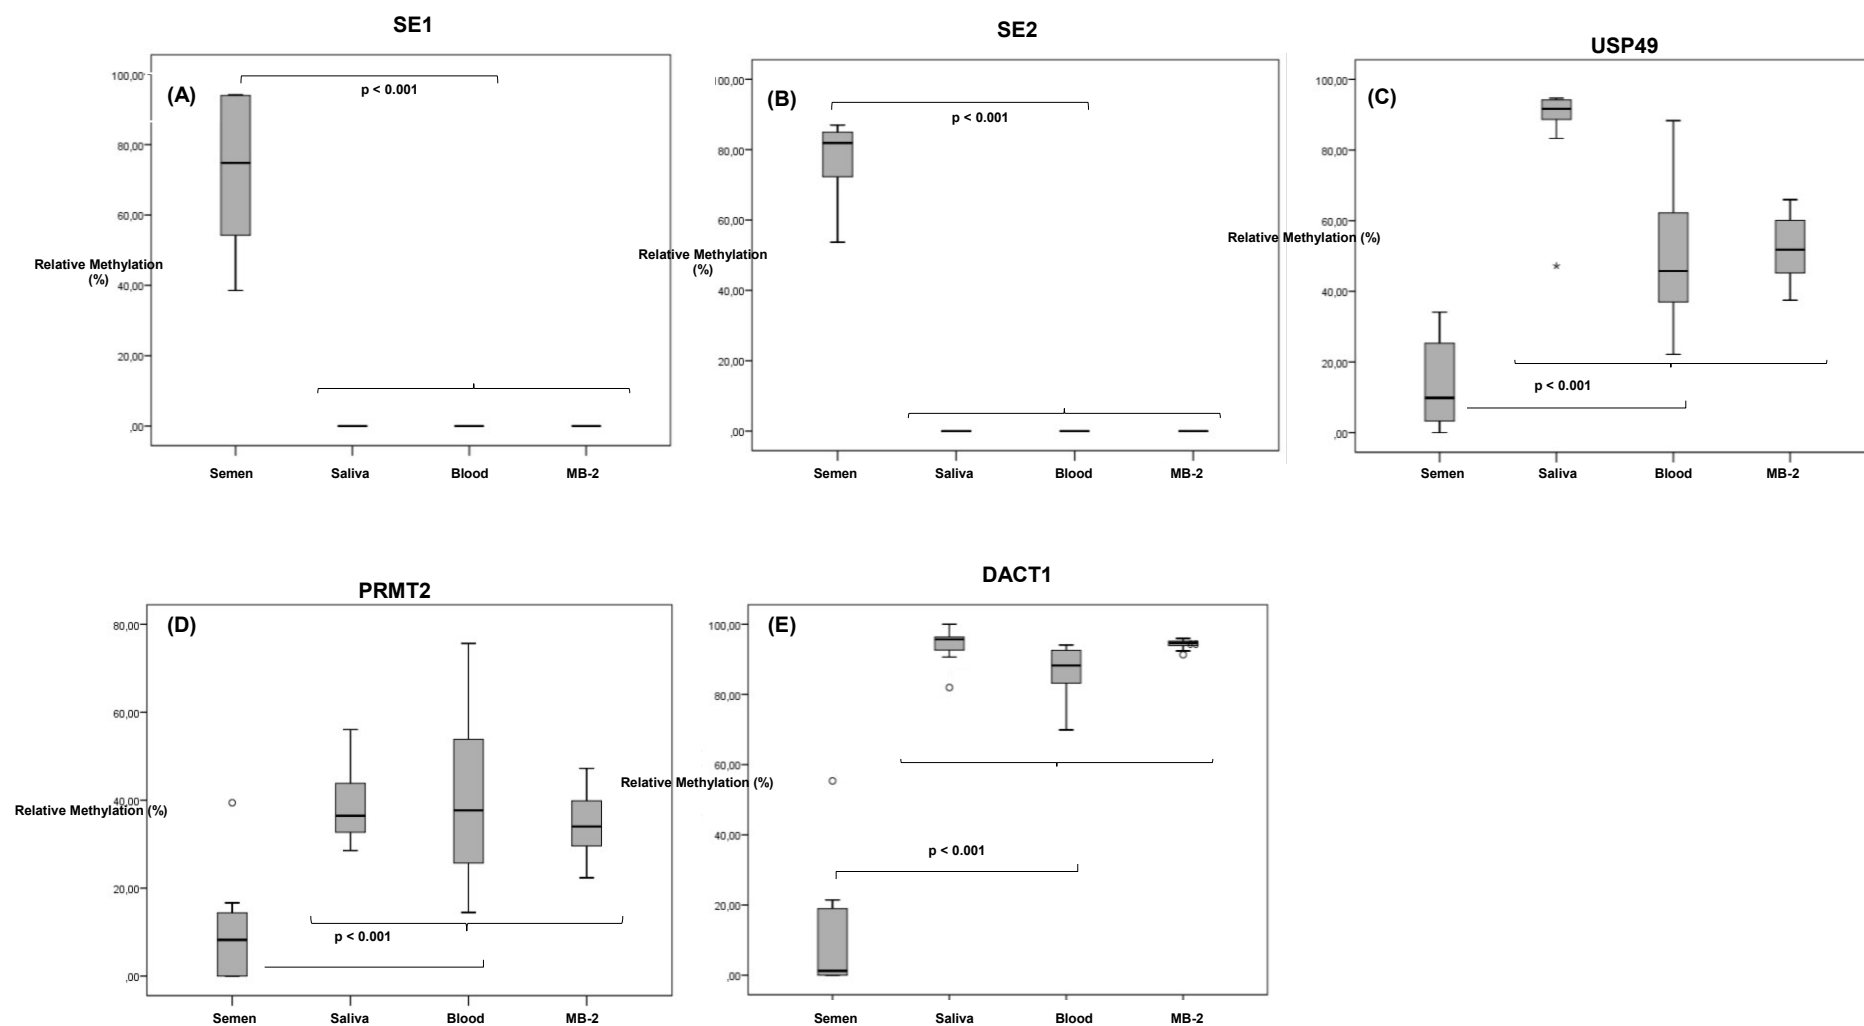 SE1
(A)
100,00
80,00
60,00
40,00
20,00
,00
Relative Methylation
(%)
p < 0.001
Semen Saliva Blood MB-2
SE2
(B)
100,00
80,00
60,00
40,00
20,00
,00
Relative Methylation
(%)
p < 0.001
Semen Saliva Blood MB-2
USP49
(C)
100,00
80,00
60,00
40,00
20,00
,00
Relative Methylation (%)
p < 0.001
Semen Saliva Blood MB-2
PRMT2
(D)
80,00
60,00
40,00
20,00
,00
Relative Methylation (%)
p < 0.001
Semen Saliva Blood MB-2
DACT1
(E)
100,00
80,00
60,00
40,00
20,00
,00
Relative Methylation (%)
p < 0.001
Semen Saliva Blood MB-2